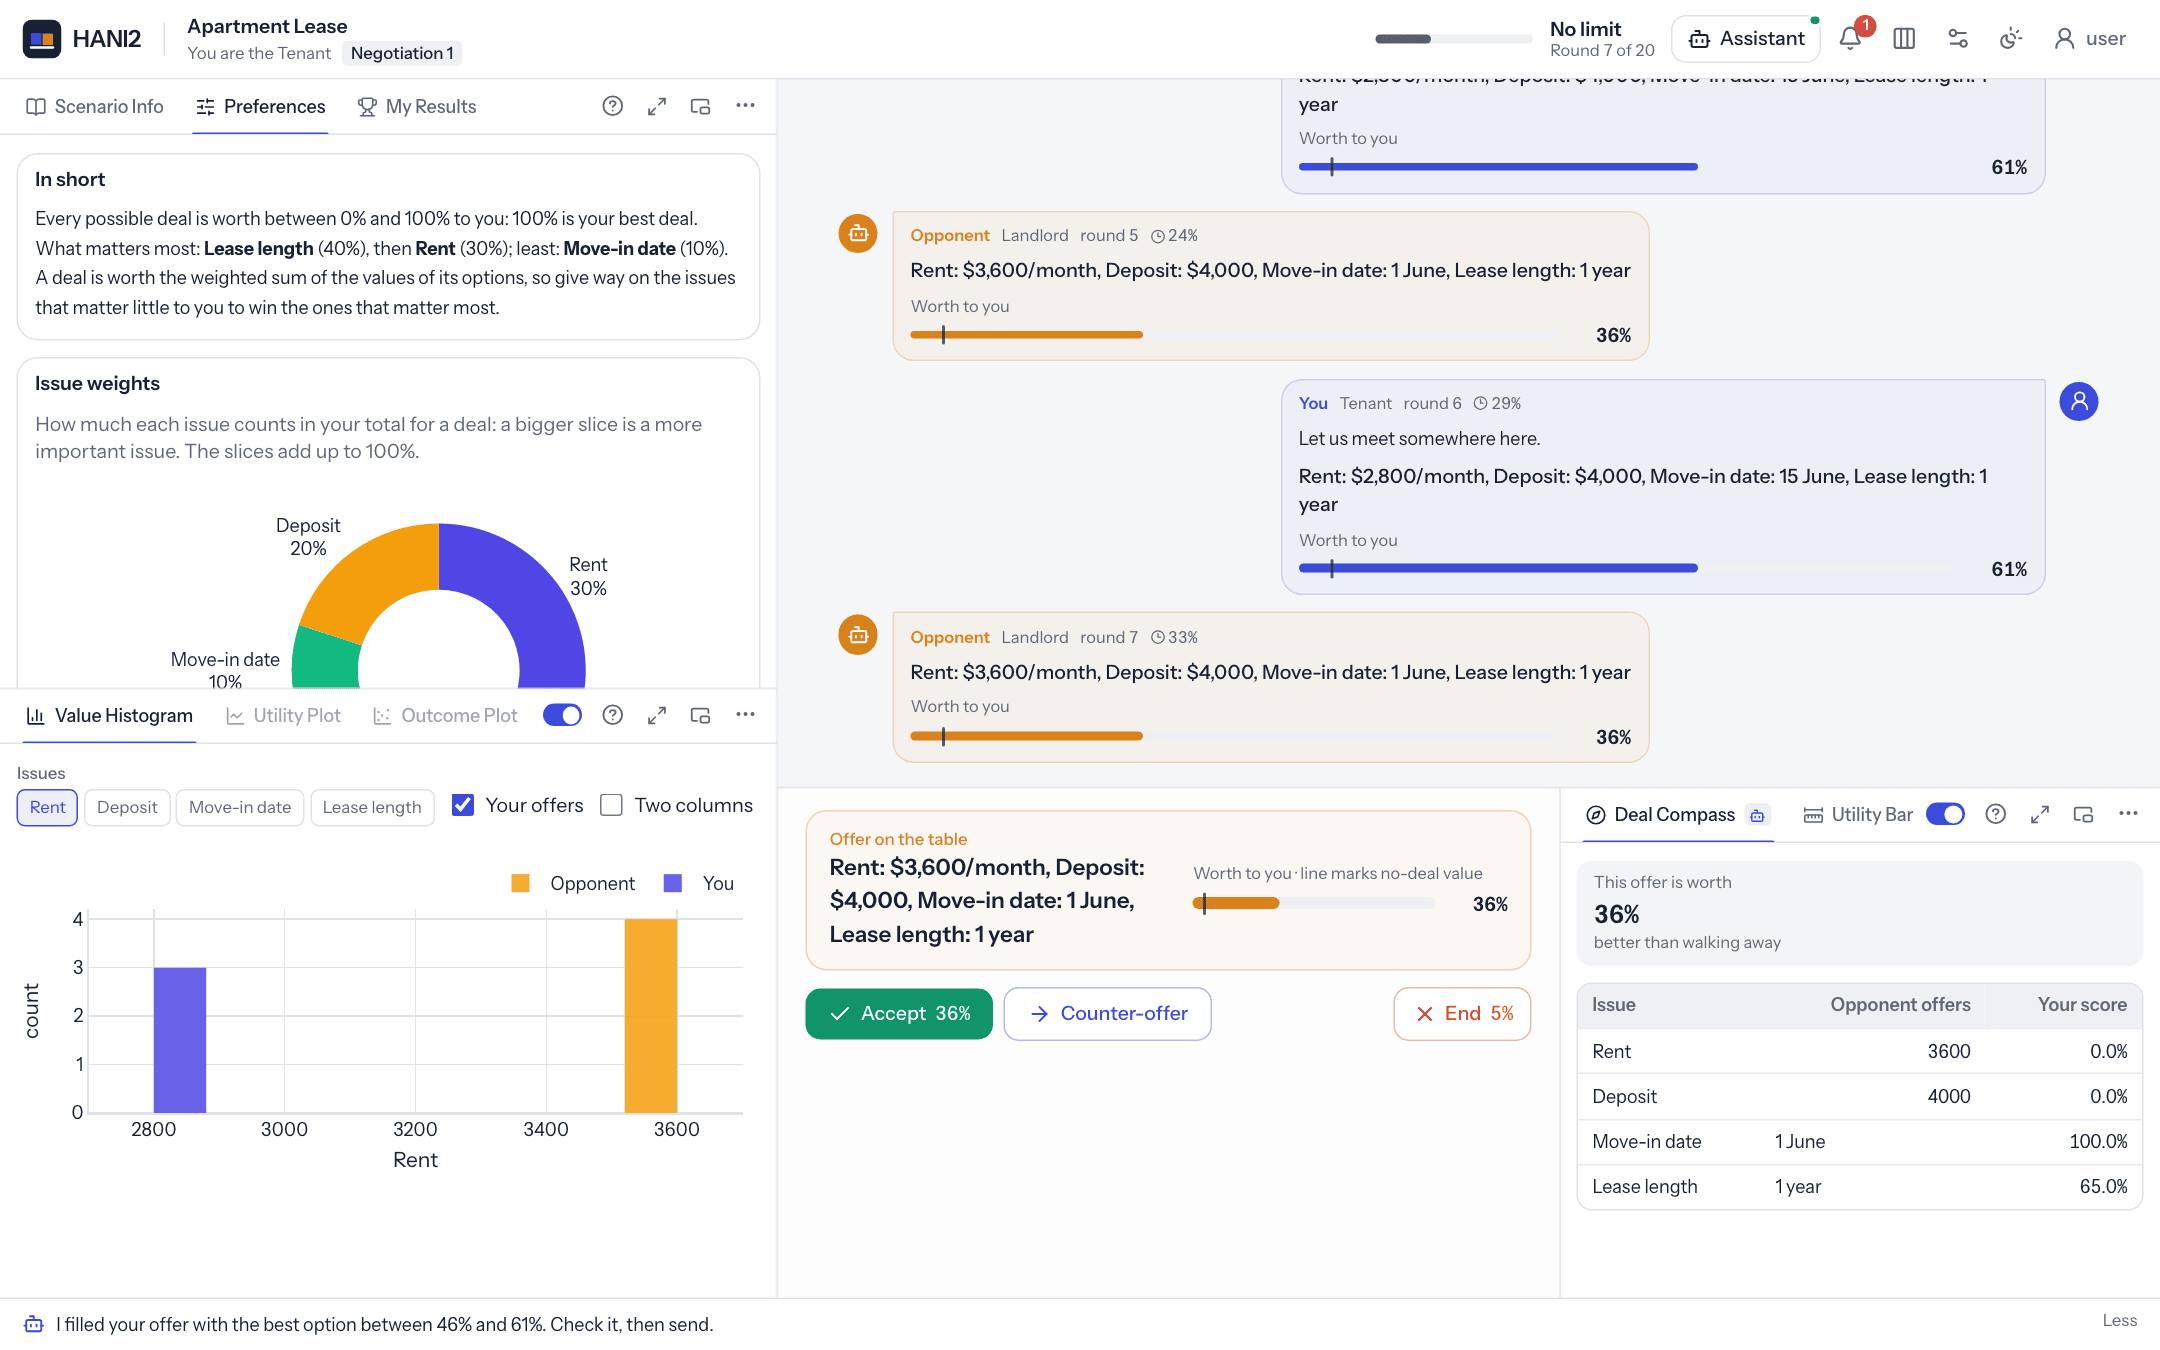 HANI2
Apartment Lease
You are the Tenant Negotiation 1
No limit
Round 7 of 20
Assistant
1
user
Scenario Info
Preferences
My Results
In short
Every possible deal is worth between 0% and 100% to you: 100% is your best deal.
What matters most: Lease length (40%), then Rent (30%); least: Move-in date (10%).
A deal is worth the weighted sum of the values of its options, so give way on the issues
that matter little to you to win the ones that matter most.
Issue weights
How much each issue counts in your total for a deal: a bigger slice is a more
important issue. The slices add up to 100%.
Deposit
20%
Rent
30%
Move-in date
10%
Value Histogram
Utility Plot
Outcome Plot
Issues
Rent
Deposit
Move-in date
Lease length
Your offers
Two columns
Opponent
You
4
3
2
1
0
count
2800
3000
3200
3400
3600
Rent
Rent: $2,800/month, Deposit: $4,000, Move-in date: 15 June, Lease length: 1
year
Worth to you
61%
Opponent Landlord round 5 24%
Rent: $3,600/month, Deposit: $4,000, Move-in date: 1 June, Lease length: 1 year
Worth to you
36%
You Tenant round 6 29%
Let us meet somewhere here.
Rent: $2,800/month, Deposit: $4,000, Move-in date: 15 June, Lease length: 1
year
Worth to you
61%
Opponent Landlord round 7 33%
Rent: $3,600/month, Deposit: $4,000, Move-in date: 1 June, Lease length: 1 year
Worth to you
36%
Offer on the table
Rent: $3,600/month, Deposit:
$4,000, Move-in date: 1 June,
Lease length: 1 year
Worth to you · line marks no-deal value
36%
Accept 36%
Counter-offer
End 5%
Deal Compass
Utility Bar
This offer is worth
36%
better than walking away
Issue Opponent offers Your score
Rent 3600 0.0%
Deposit 4000 0.0%
Move-in date 1 June 100.0%
Lease length 1 year 65.0%
I filled your offer with the best option between 46% and 61%. Check it, then send.
Less